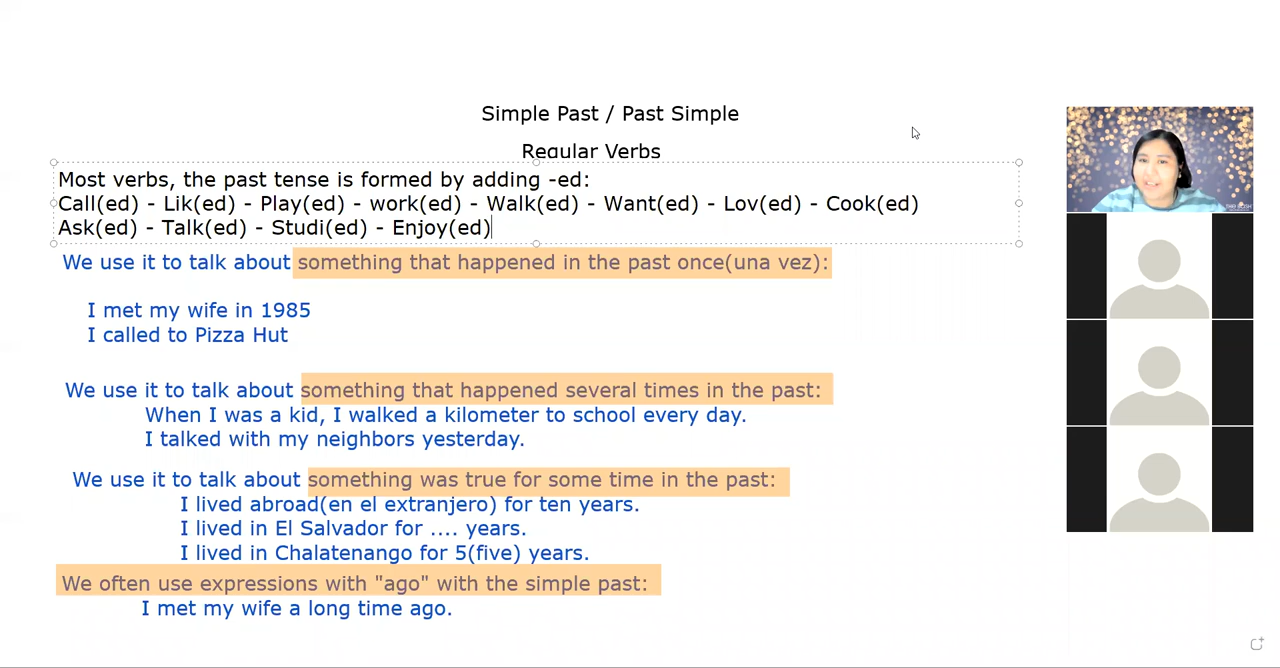 Simple Past / Past Simple
Regular Verbs
Most verbs, the past tense is formed by adding -ed:
Call(ed) - Lik(ed) - Play(ed) - work(ed) - Walk(ed) - Want(ed) - Lov(ed) - Cook(ed)
Ask(ed) - Talk(ed) - Studi(ed) - Enjoy(ed)
We use it to talk about something that happened in the past once(una vez):
I met my wife in 1985
I called to Pizza Hut
We use it to talk about something that happened several times in the past:
When I was a kid, I walked a kilometer to school every day.
I talked with my neighbors yesterday.
We use it to talk about something was true for some time in the past:
I lived abroad(en el extranjero) for ten years.
I lived in El Salvador for .... years.
I lived in Chalatenango for 5(five) years.
We often use expressions with "ago" with the simple past:
I met my wife a long time ago.